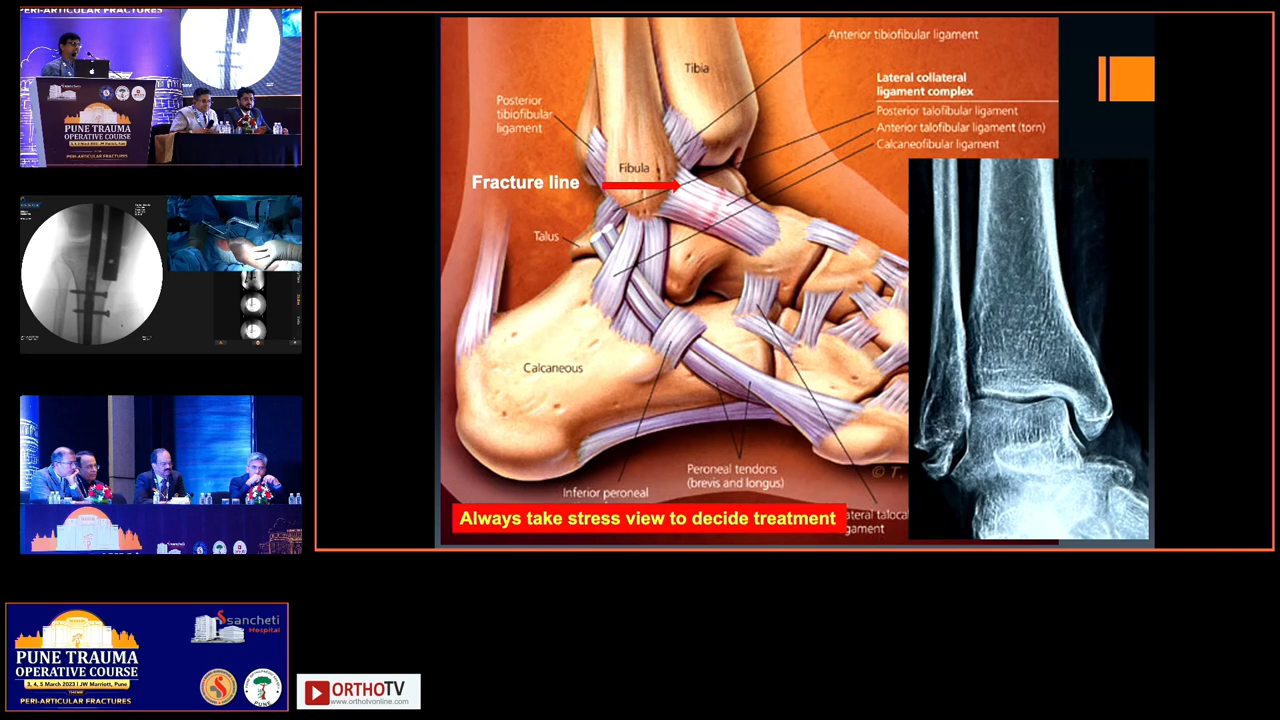 PERI-ARTICULAR FRACTURES
sancheti
PUNE TRAUMA
OPERATIVE COURSE
PERI-ARTICULAR FRACTURES
Anterior tibiofibular ligament
Tibia
Lateral collateral
ligament complex
Posterior
tibiofibular
ligament
Posterior talofibular ligament
Anterior talofibular ligament (torn)
Calcaneofibular ligament
Fibula
Fracture line
Talus
Calcaneous
Peroneal tendons
(brevis and longus)
© T.
Inferior peroneal
Always take stress view to decide treatment
ateral taloca
gament
sancheti
Hospital
PUNE TRAUMA
OPERATIVE COURSE
3, 4, 5 March 2023 | JW Marriott, Pune
PERI-ARTICULAR FRACTURES
PUNE
ORTHOTV
www.orthotvonline.com